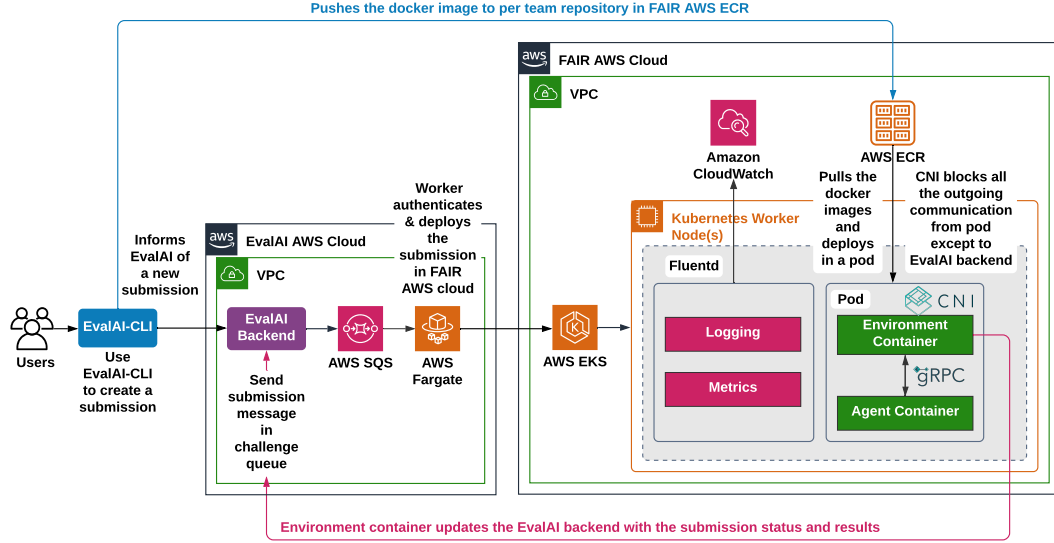 Pushes the docker image to per team repository in FAIR AWS ECR
aws
FAIR AWS Cloud
VPC
Amazon
CloudWatch
AWS ECR
Pulls the
docker
images
and
deploys
in a pod
CNI blocks all
the outgoing
communication
from pod
except to
EvalAI backend
Kubernetes Worker
Node(s)
Fluentd
Logging
Metrics
Pod
CNI
Environment
Container
gRPC
Agent Container
Worker
authenticates
& deploys
the
submission
in FAIR
AWS cloud
aws
EvalAI AWS Cloud
VPC
Informs
EvalAI of
a new
submission
Users
EvalAI-CLI
Use
EvalAI-CLI
to create a
submission
EvalAI
Backend
AWS SQS
AWS
Fargate
K
AWS EKS
Send
submission
message
in
challenge
queue
Environment container updates the EvalAI backend with the submission status and results